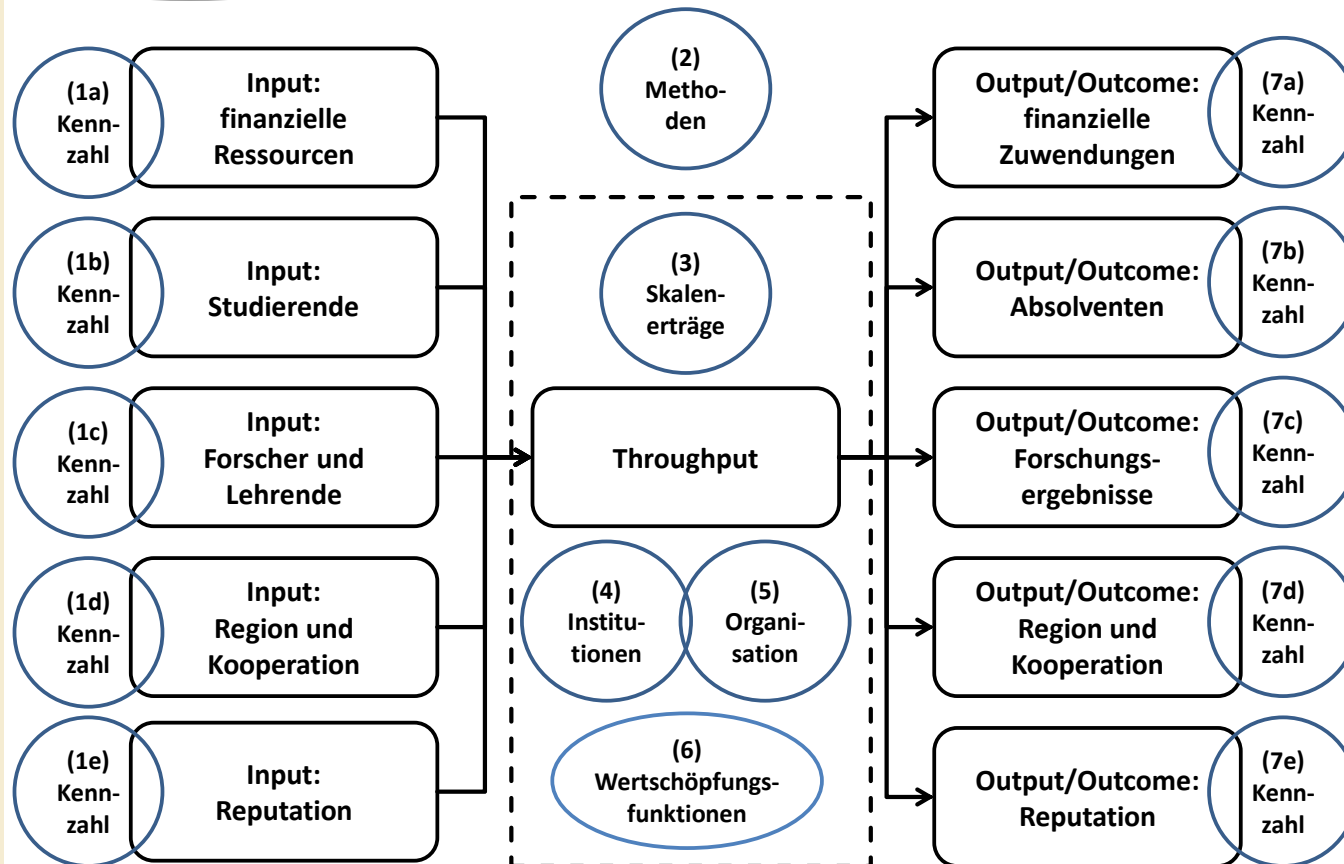 (1a)
Kenn-
zahl
Input:
finanzielle
Ressourcen
(1b)
Kenn-
zahl
Input:
Studierende
(1c)
Kenn-
zahl
Input:
Forscher und
Lehrende
(1d)
Kenn-
zahl
Input:
Region und
Kooperation
(1e)
Kenn-
zahl
Input:
Reputation
(2)
Metho-
den
(3)
Skalen-
erträge
Throughput
(4)
Institu-
tionen
(5)
Organi-
sation
(6)
Wertschöpfungs-
funktionen
Output/Outcome:
finanzielle
Zuwendungen
(7a)
Kenn-
zahl
Output/Outcome:
Absolventen
(7b)
Kenn-
zahl
Output/Outcome:
Forschungs-
ergebnisse
(7c)
Kenn-
zahl
Output/Outcome:
Region und
Kooperation
(7d)
Kenn-
zahl
Output/Outcome:
Reputation
(7e)
Kenn-
zahl